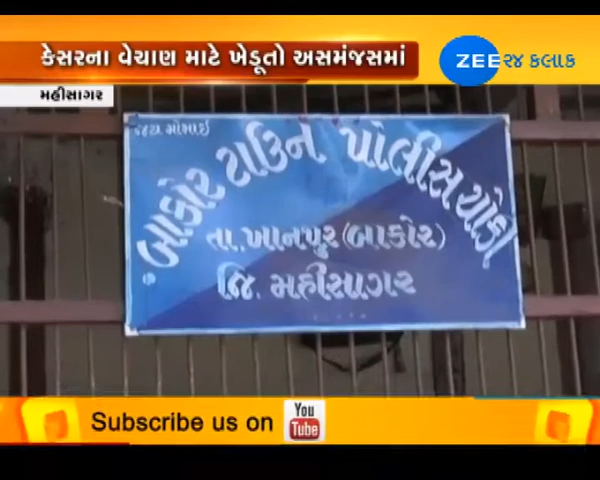 કેસરના વેચાણ માટે ખેડૂતો અસમંજસમાં
ZEE ૨૪ કલાક
મહીસાગર
બાકોર ટાઉન પોલીસ ચોકી
તા. ખાનપુર (બાકોર)
જિ. મહીસાગર
Subscribe us on
You
Tube